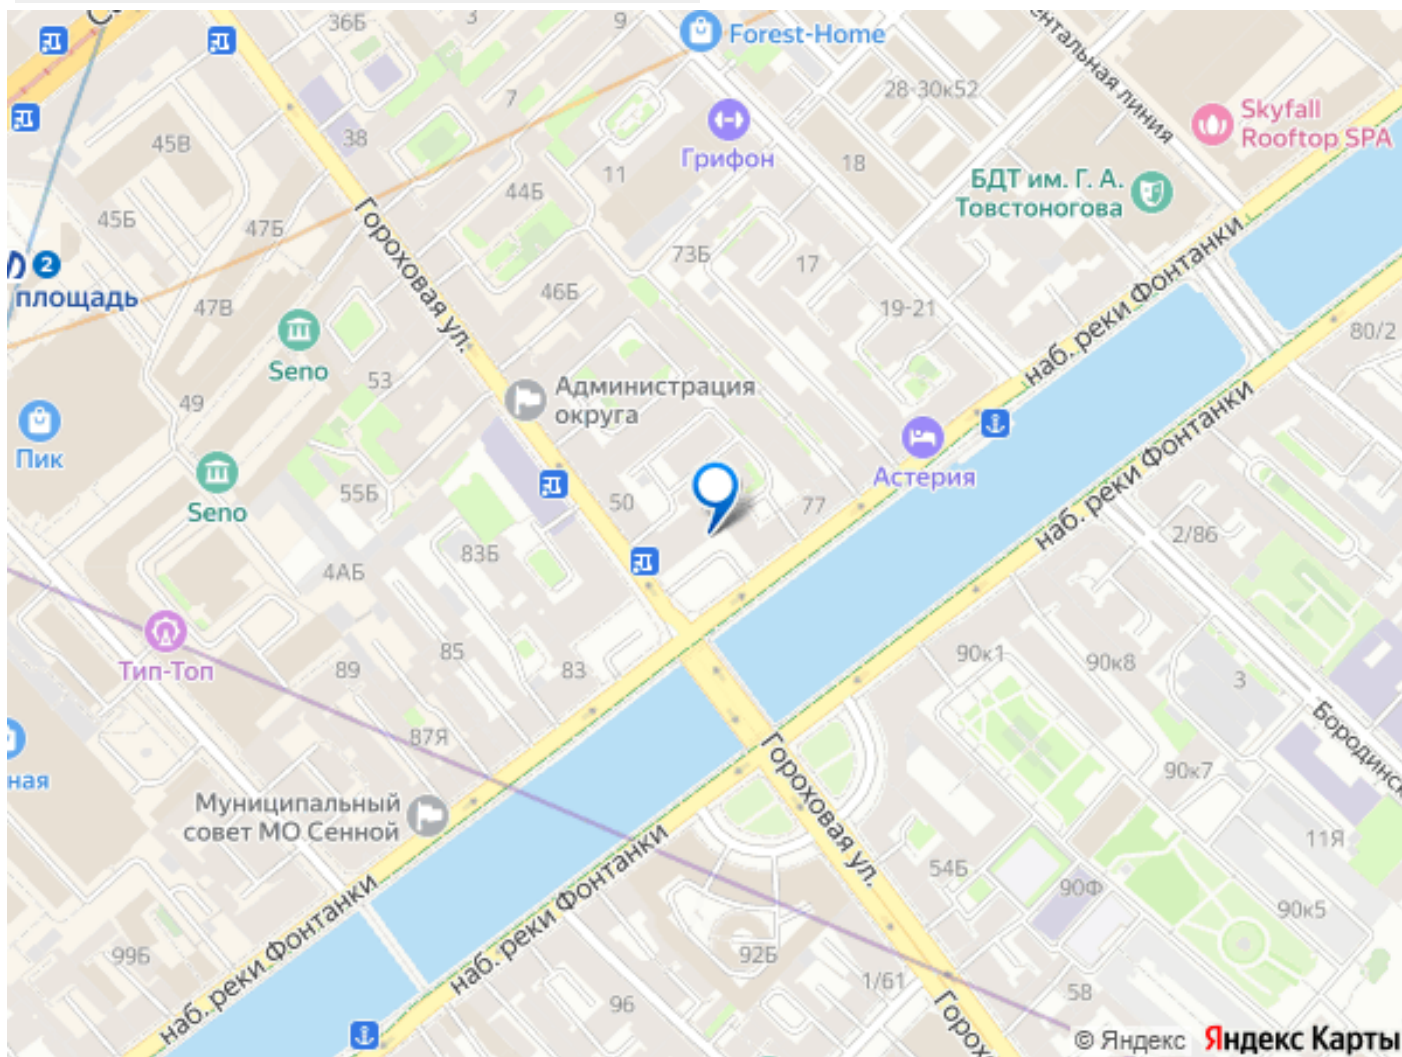 36Б
3
9
Forest-Home
28-30к52
ентальная линия
Skyfall
Rooftop SPA
7
38
45В
Грифон
11
18
44Б
БДТ им. Г. А.
Товстоногова
45Б
47Б
Гороховая ул.
73Б
17
наб. реки Фонтанки
2
площадь
47В
46Б
19-21
80/2
Seno
53
Администрация
округа
49
Пик
Seno
55Б
50
77
Астерия
наб. реки Фонтанки
2/86
83Б
4АБ
Тип-Топ
89
85
83
90к1
90к8
3
87Я
ная
Гороховая ул.
Бородинск
90к7
Муниципальный
совет МО Сенной
11Я
54Б
90Ф
90к5
наб. реки Фонтанки
наб. реки Фонтанки
99Б
92Б
1/61
96
58
Горох
© Яндекс Яндекс Карты